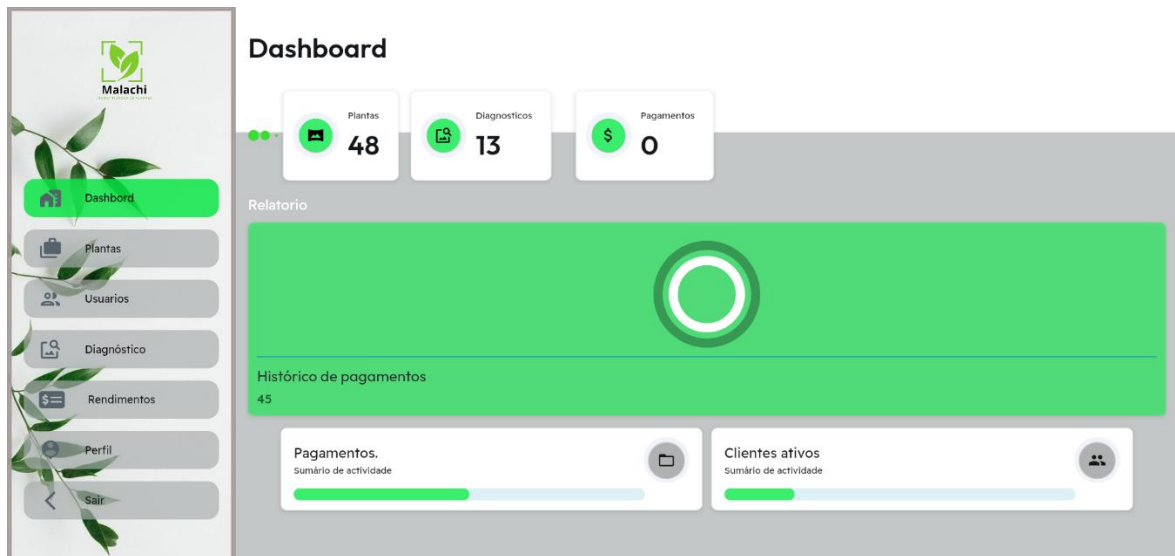 Malachi
Dashbord
Plantas
Usuarios
Diagnóstico
Rendimentos
Perfil
Sair
Dashboard
Plantas
48
Diagnosticos
13
Pagamentos
0
Relatorio
Histórico de pagamentos
45
Pagamentos.
Sumário de actividade
Clientes ativos
Sumário de actividade